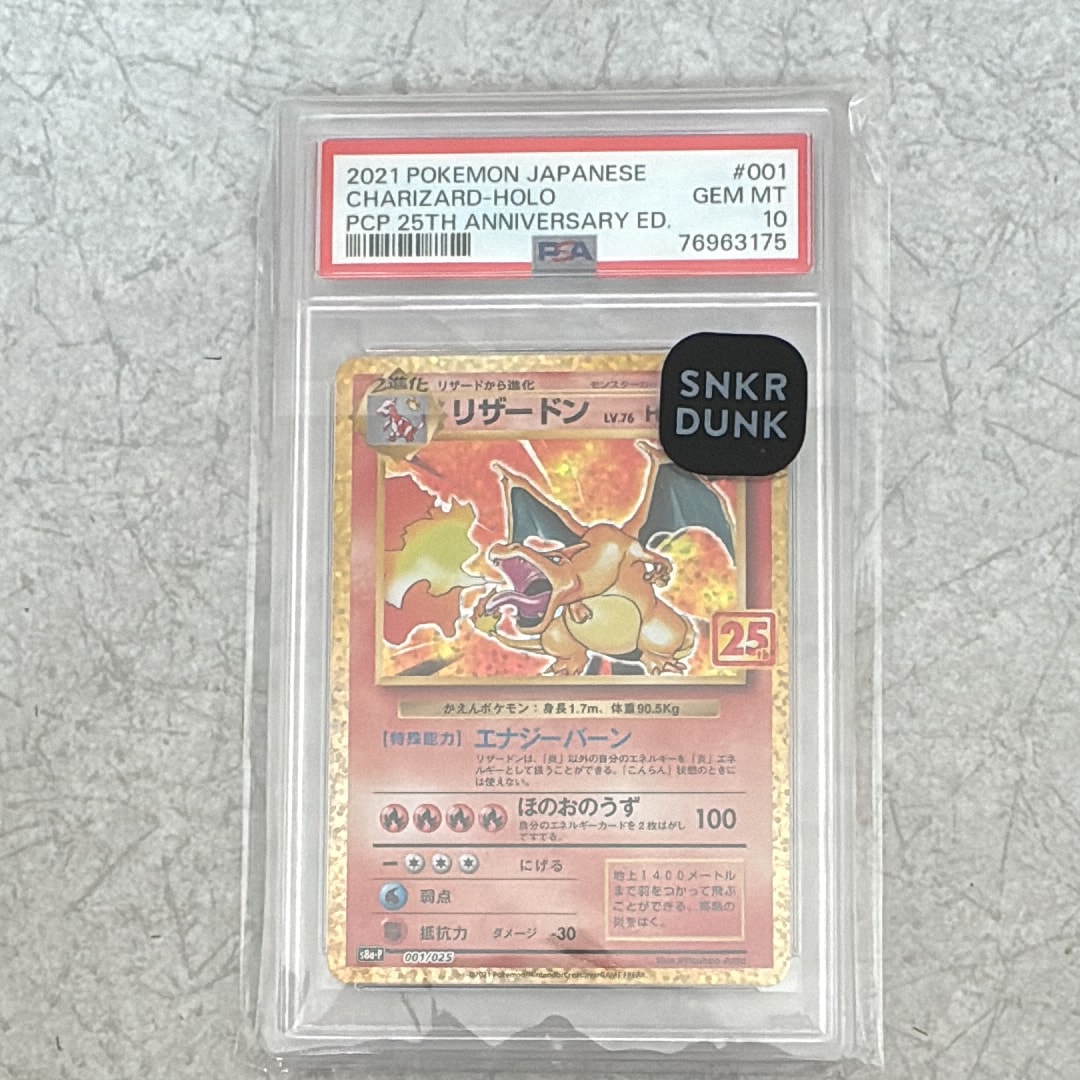 2021 POKEMON JAPANESE #001
CHARIZARD-HOLO GEM MT
PCP 25TH ANNIVERSARY ED. 10
PSA 76963175
SNKR
DUNK
2進化 リザードから進化
リザードン LV.76
25th
かえんポケモン：身長1.7m、体重90.5Kg
[特殊能力] エナジーバーン
リザードンは、「炎」以外の自分のエネルギーを「炎」エネ
ルギーとして扱うことができる。「こんらん」状態のときに
は使えない。
ほのおのうず 100
自分のエネルギーカードを2枚はがし
てすてる。
にげる
弱点
抵抗力 ダメージ -30
地上1400メートル
まで羽をつかって飛ぶ
ことができる。高熱の
炎をはく。
s8a-P 001/025
©2021 Pokémon/Nintendo/Creatures/GAME FREAK.